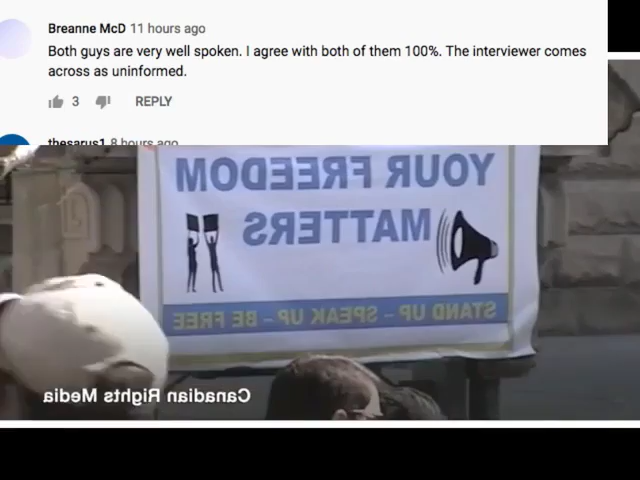 Breanne McD 11 hours ago
Both guys are very well spoken. I agree with both of them 100%. The interviewer comes
across as uninformed.
3 REPLY
thesarus1 8 hours ago
YOUR FREEDOM
MATTERS
STAND UP - SPEAK UP - BE FREE
Canadian Rights Media